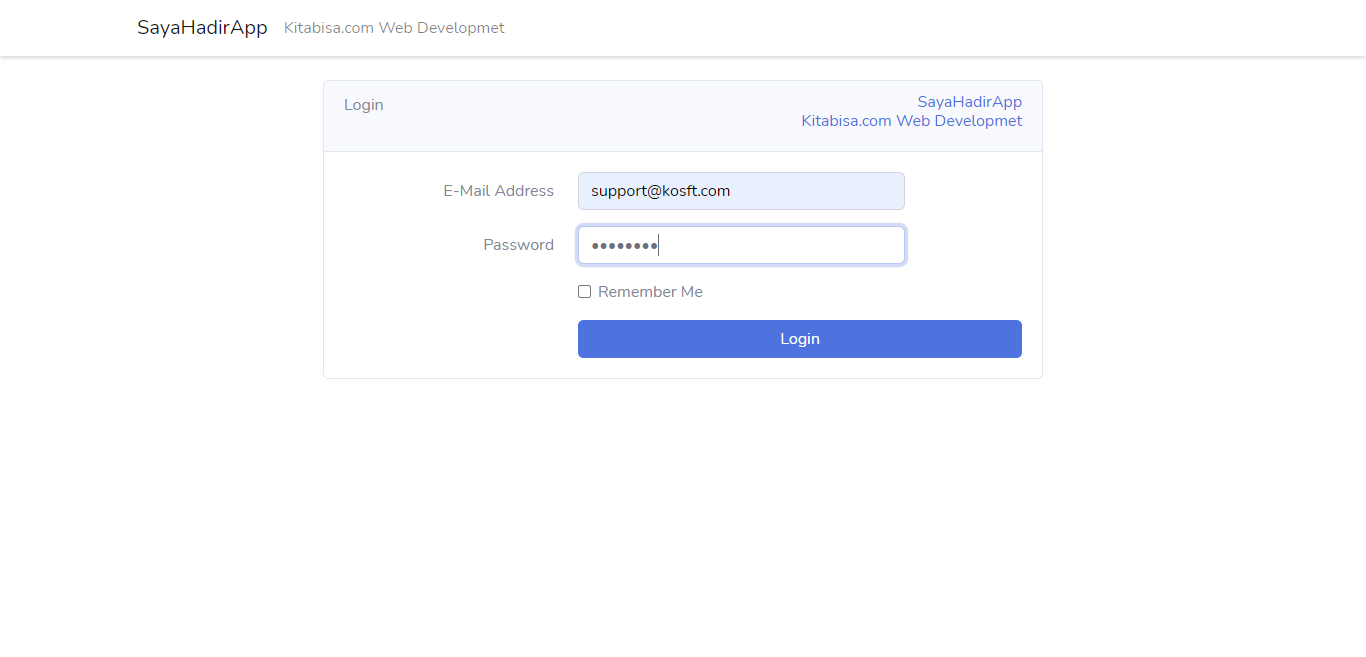 SayaHadirApp Kitabisa.com Web Developmet
Login
SayaHadirApp
Kitabisa.com Web Developmet
E-Mail Address support@kosft.com
Password ••••••••
Remember Me
Login